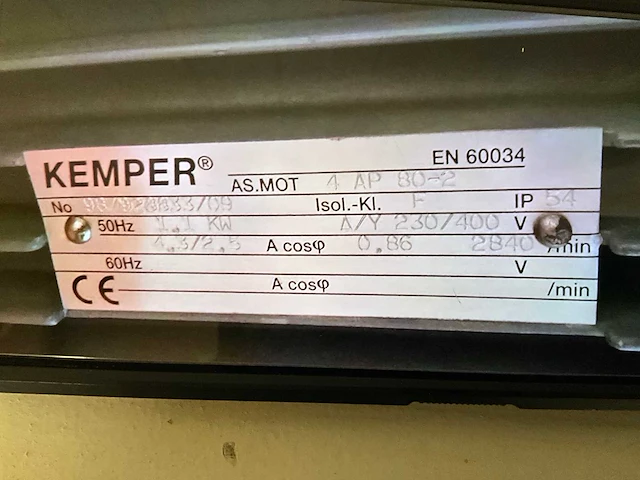 KEMPER® EN 60034
AS.MOT 4 AP 80-2
No Isol.-Kl. F IP 54
50Hz 1.1 KW Δ/Y 230/400 V
4.3/2.5 A cosφ 0.86 2840 /min
60Hz V
CE A cosφ /min